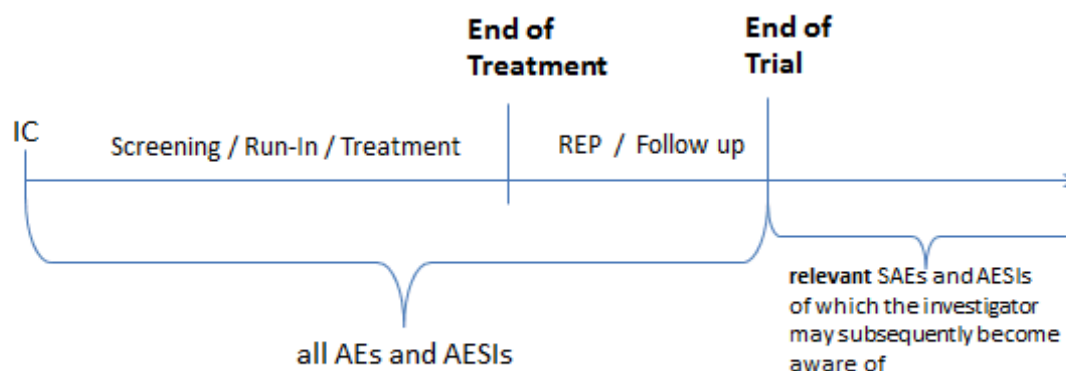 End of
Treatment
End of
Trial
IC
Screening / Run-In / Treatment
REP / Follow up
all AEs and AESIs
relevant SAEs and AESIs
of which the investigator
may subsequently become
aware of